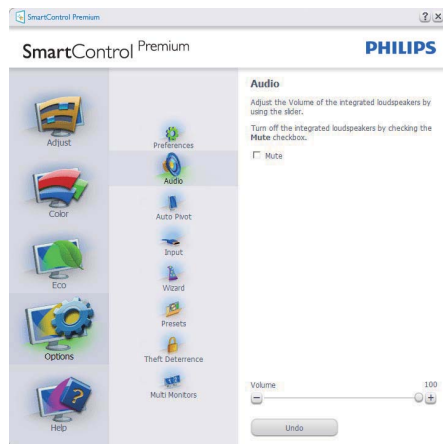 SmartControl Premium
SmartControl Premium
PHILIPS
Adjust
Color
Eco
Options
Help
Preferences
Audio
Auto Pivot
Input
Wizard
Presets
Theft Deterrence
Multi Monitors
Audio
Adjust the Volume of the integrated loudspeakers by
using the slider.
Turn off the integrated loudspeakers by checking the
Mute checkbox.
Mute
Volume 100
Undo